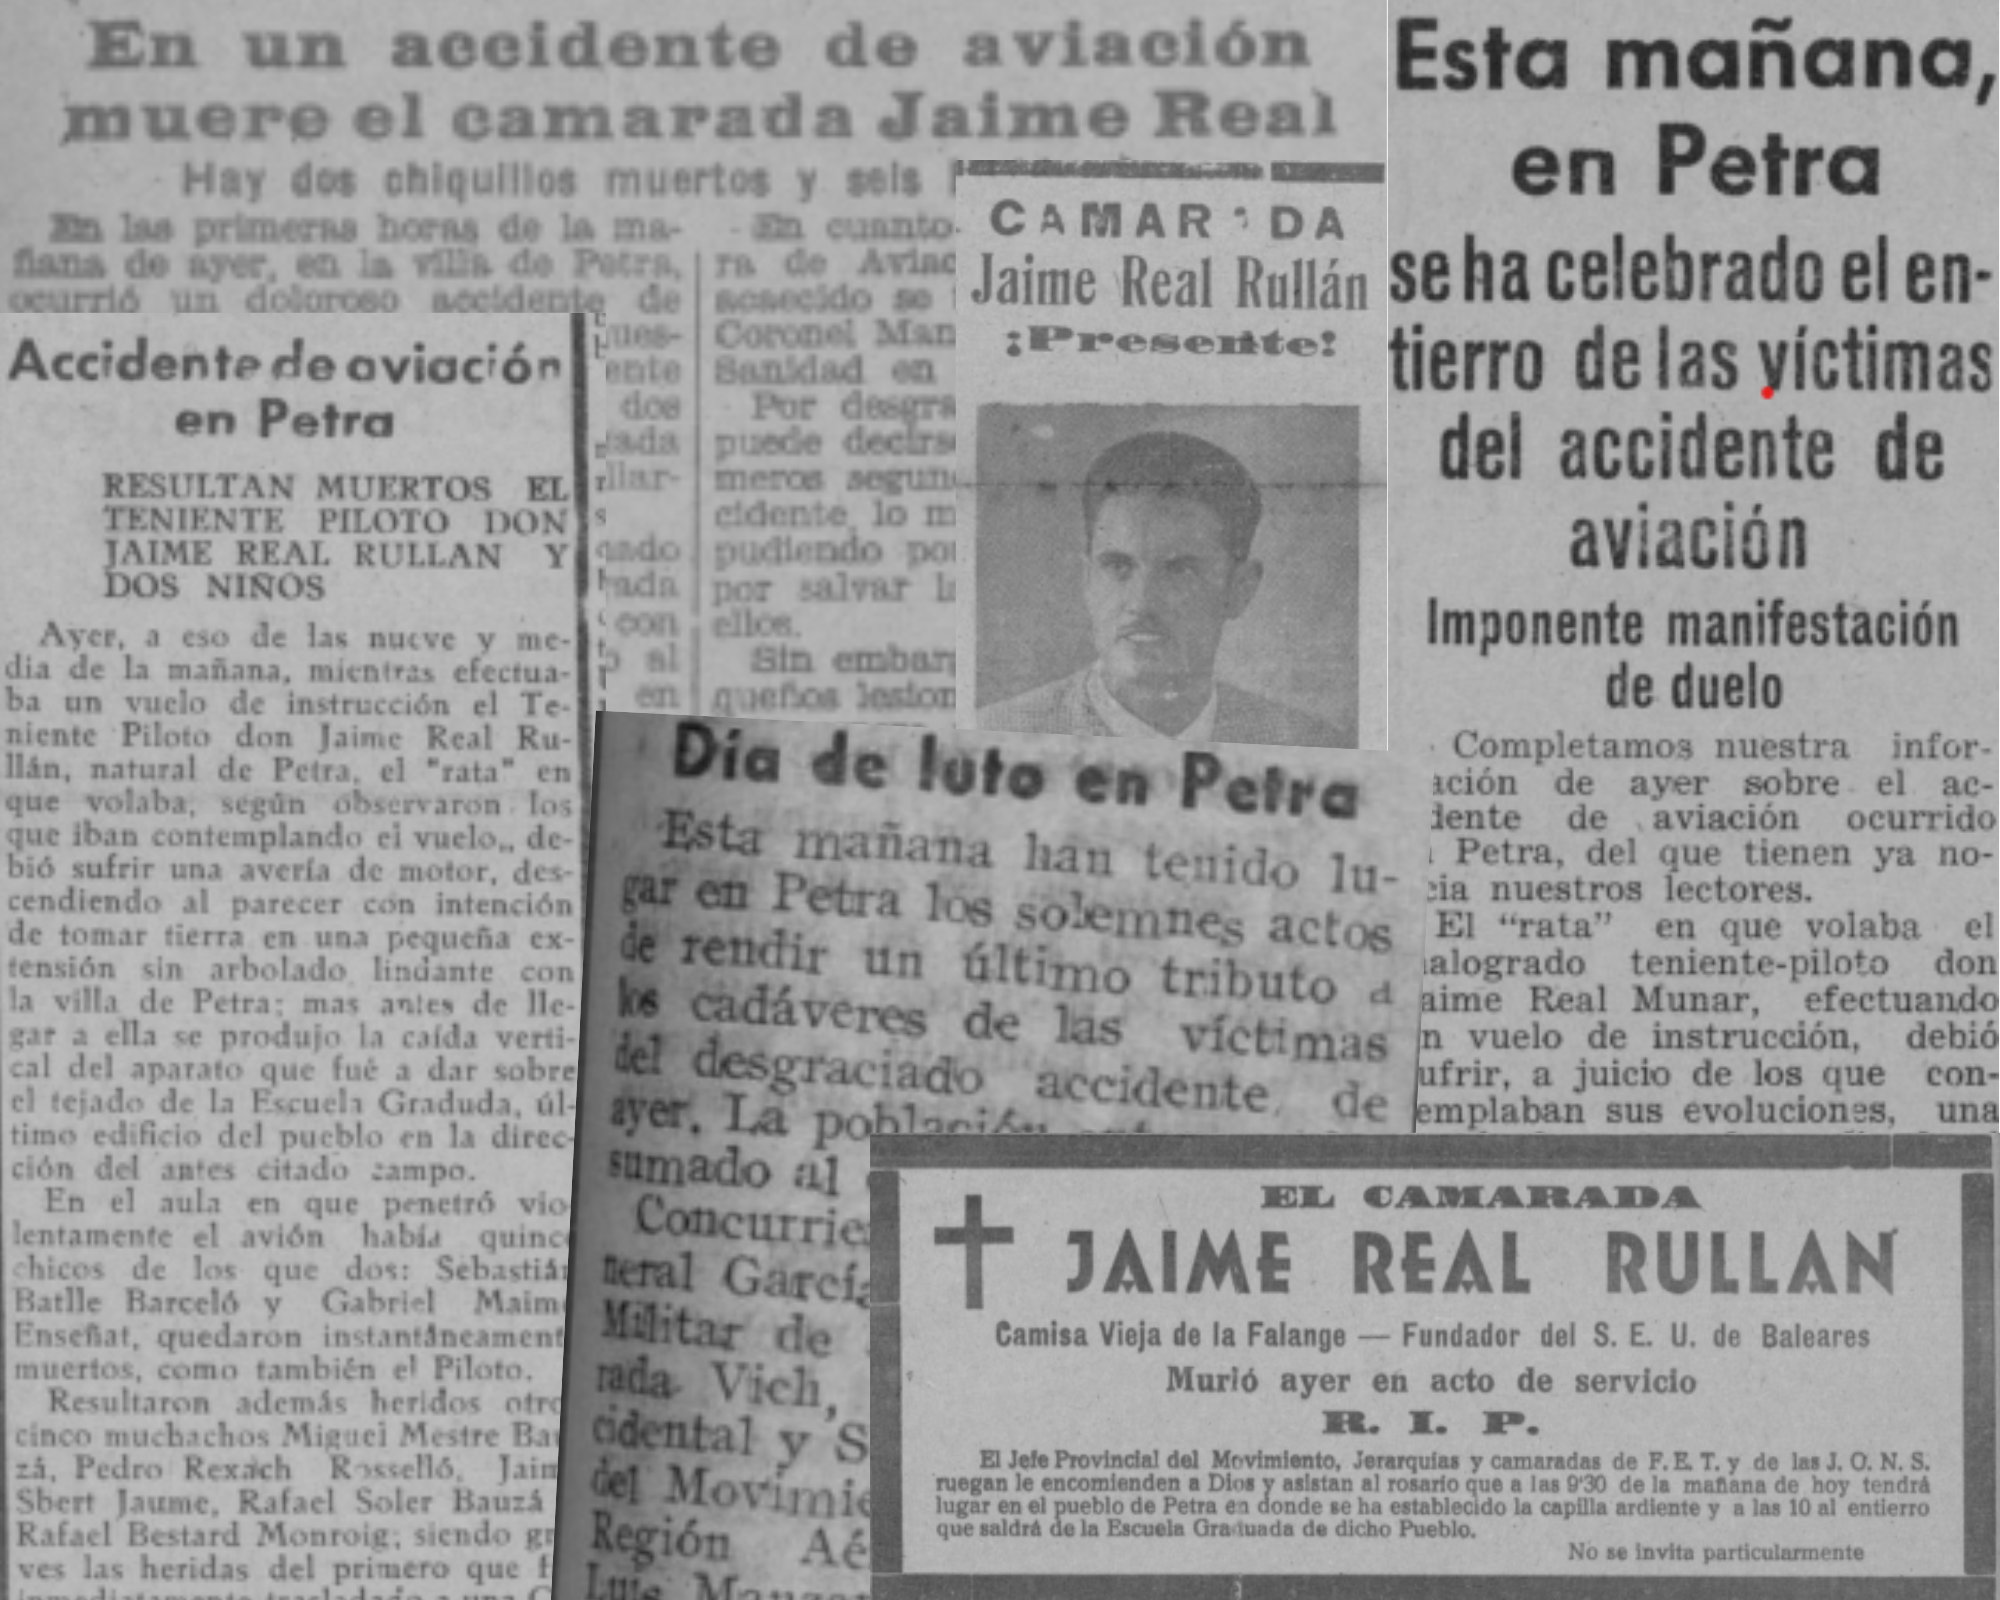 En un accidente de aviación
muere el camarada Jaime Real
Hay dos chiquillos muertos y seis
En las primeras horas de la ma-
ñana de ayer, en la villa de Petra,
ocurrió un doloroso accidente de
ques-
ente
dos
rada
llar-
s
rado
rada
con
al
en
En cuanto
ra de Aviac
acaecido se
Coronel Man
Sanidad en
Por desgra
puede decirse
meros segund
cidente, lo m
pudiendo po
por salvar la
ellos.
Sin embar
queños lesion
CAMARADA
Jaime Real Rullán
¡Presente!
Accidente de aviación
en Petra
RESULTAN MUERTOS EL
TENIENTE PILOTO DON
JAIME REAL RULLAN Y
DOS NIÑOS
Ayer, a eso de las nueve y me-
dia de la mañana, mientras efectua-
ba un vuelo de instrucción el Te-
niente Piloto don Jaime Real Ru-
llán, natural de Petra, el "rata" en
que volaba, según observaron los
que iban contemplando el vuelo,, de-
bió sufrir una avería de motor, des-
cendiendo al parecer con intención
de tomar tierra en una pequeña ex-
tensión sin arbolado lindante con
la villa de Petra; mas antes de lle-
gar a ella se produjo la caída verti-
cal del aparato que fué a dar sobre
el tejado de la Escuela Graduda, úl-
timo edificio del pueblo en la direc-
ción del antes citado campo.
En el aula en que penetró vio
lentamente el avión había quince
chicos de los que dos: Sebastián
Batlle Barceló y Gabriel Maimó
Enseñat, quedaron instantáneament
muertos, como también el Piloto.
Resultaron además heridos otro
cinco muchachos Miguel Mestre Bau
zá, Pedro Rexach Rosselló, Jaim
Sbert Jaume, Rafael Soler Bauzá
Rafael Bestard Monroig; siendo gr
ves las heridas del primero que f
inmediatamente trasladado a una C
Día de luto en Petra
Esta mañana han tenido lu-
gar en Petra los solemnes actos
de rendir un último tributo a
los cadáveres de las víctimas
del desgraciado accidente, de
ayer. La población
sumado al
Concurrie
neral García
Militar de
rada Vich,
cidental y S
del Movimie
Región Aé
Luis Manza
Esta mañana,
en Petra
se ha celebrado el en-
tierro de las víctimas
del accidente de
aviación
Imponente manifestación
de duelo
Completamos nuestra infor-
ación de ayer sobre el ac-
dente de aviación ocurrido
Petra, del que tienen ya no-
cia nuestros lectores.
El "rata" en que volaba el
alogrado teniente-piloto don
aime Real Munar, efectuando
n vuelo de instrucción, debió
ufrir, a juicio de los que con-
emplaban sus evoluciones, una
EL CAMARADA
JAIME REAL RULLAN
Camisa Vieja de la Falange — Fundador del S. E. U. de Baleares
Murió ayer en acto de servicio
R. I. P.
El Jefe Provincial del Movimiento, Jerarquías y camaradas de F. E. T. y de las J. O. N. S.
ruegan le encomienden a Dios y asistan al rosario que a las 9'30 de la mañana de hoy tendrá
lugar en el pueblo de Petra en donde se ha establecido la capilla ardiente y a las 10 al entierro
que saldrá de la Escuela Graduada de dicho Pueblo.
No se invita particularmente